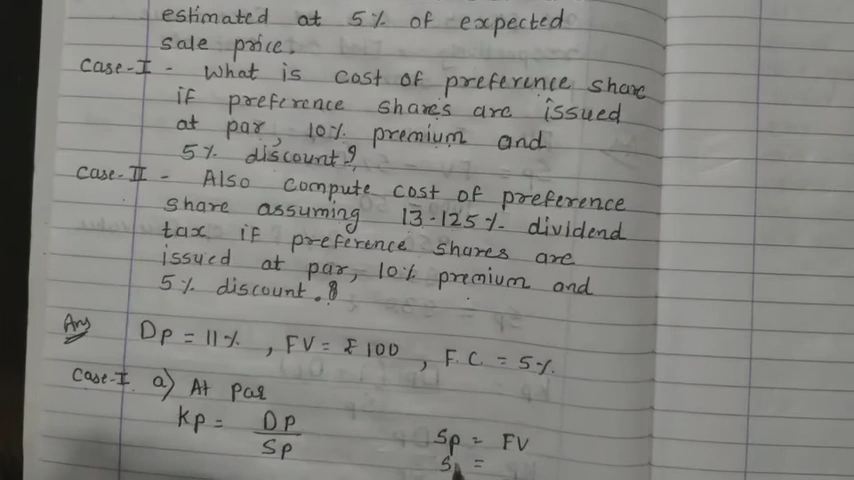 estimated at 5% of expected
sale price.
Case-I - What is cost of preference share
if preference shares are issued
at par, 10% premium and
5% discount?
Case-II - Also compute cost of preference
share assuming 13.125% dividend
tax if preference shares are
issued at par, 10% premium and
5% discount.?
Ans Dp = 11%, FV = ₹100, F.C. = 5%.
Case-I a) At par
Kp = Dp / Sp Sp = FV
S =